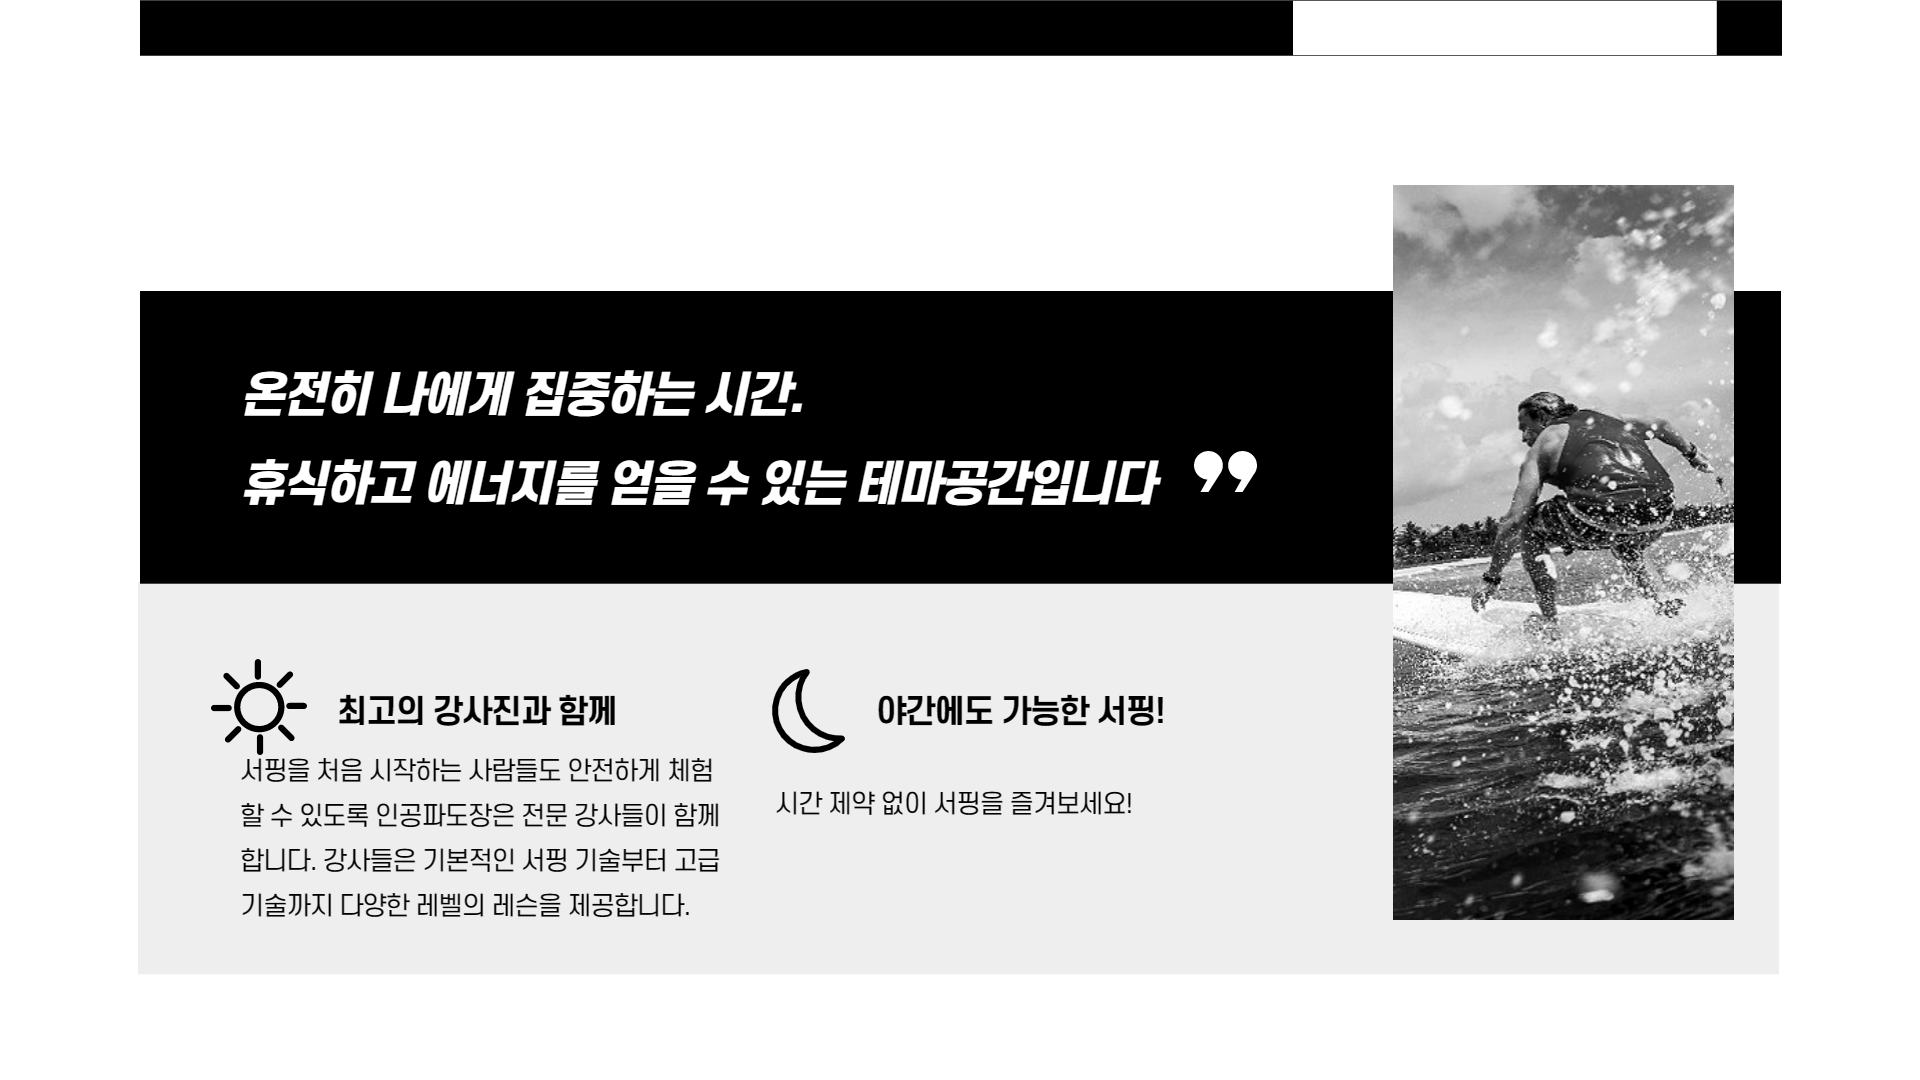 온전히 나에게 집중하는 시간.
휴식하고 에너지를 얻을 수 있는 테마공간입니다 ”
최고의 강사진과 함께
서핑을 처음 시작하는 사람들도 안전하게 체험
할 수 있도록 인공파도장은 전문 강사들이 함께
합니다. 강사들은 기본적인 서핑 기술부터 고급
기술까지 다양한 레벨의 레슨을 제공합니다.
야간에도 가능한 서핑!
시간 제약 없이 서핑을 즐겨보세요!